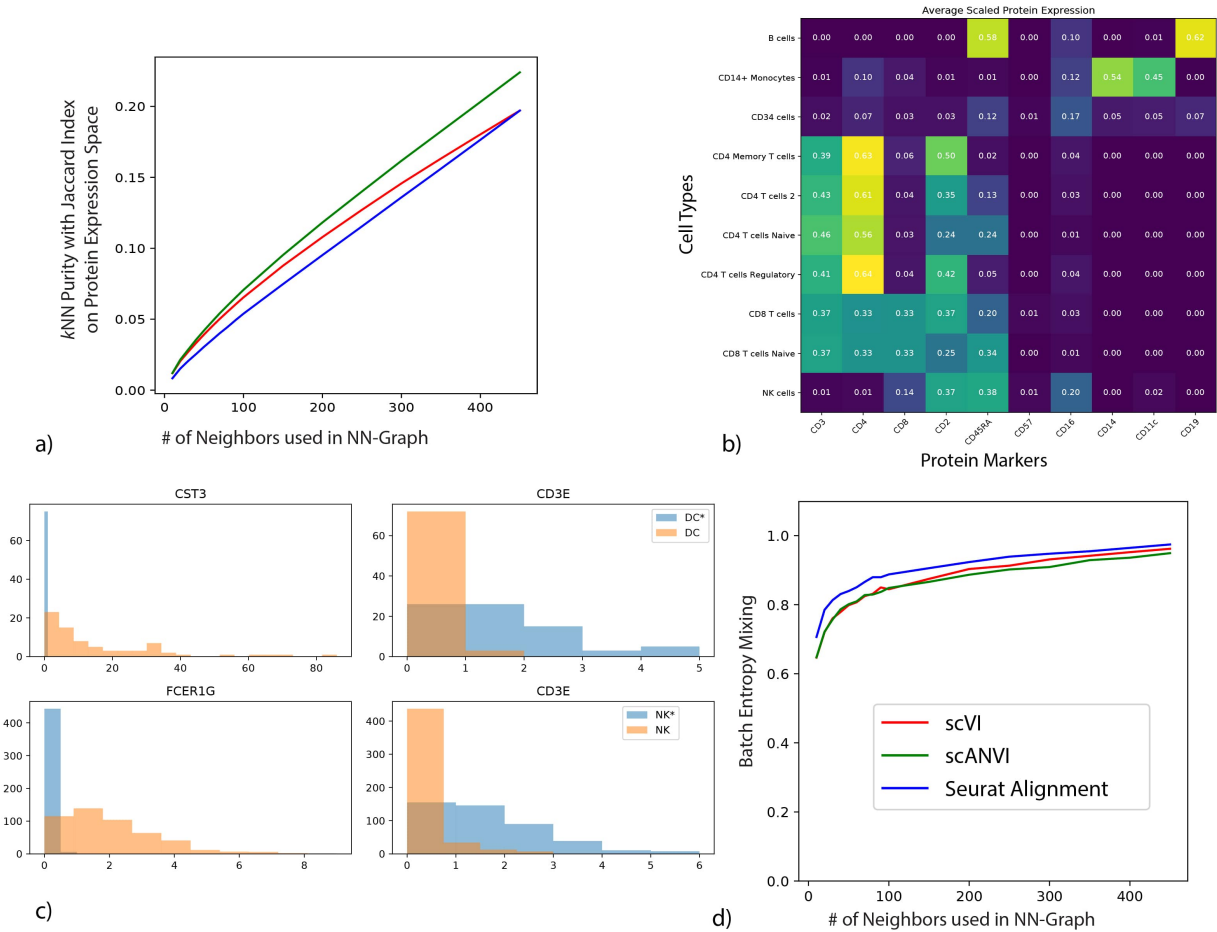 kNN Purity with Jaccard Index
on Protein Expression Space
0.20
0.15
0.10
0.05
0.00
0 100 200 300 400
# of Neighbors used in NN-Graph
a)
Average Scaled Protein Expression
Cell Types
B cells 0.00 0.00 0.00 0.00 0.58 0.00 0.10 0.00 0.01 0.62
CD14+ Monocytes 0.01 0.10 0.04 0.01 0.01 0.00 0.12 0.54 0.45 0.00
CD34 cells 0.02 0.07 0.03 0.03 0.12 0.01 0.17 0.05 0.05 0.07
CD4 Memory T cells 0.39 0.63 0.06 0.50 0.02 0.00 0.04 0.00 0.00 0.00
CD4 T cells 2 0.43 0.61 0.04 0.35 0.13 0.00 0.03 0.00 0.00 0.00
CD4 T cells Naive 0.46 0.56 0.03 0.24 0.24 0.00 0.01 0.00 0.00 0.00
CD4 T cells Regulatory 0.41 0.64 0.04 0.42 0.05 0.00 0.04 0.00 0.00 0.00
CD8 T cells 0.37 0.33 0.33 0.37 0.20 0.01 0.03 0.00 0.00 0.00
CD8 T cells Naive 0.37 0.33 0.33 0.25 0.34 0.00 0.01 0.00 0.00 0.00
NK cells 0.01 0.01 0.14 0.37 0.38 0.01 0.20 0.00 0.02 0.00
CD3 CD4 CD8 CD2 CD45RA CD57 CD16 CD14 CD11c CD19
Protein Markers
b)
CST3
60
40
20
0
0 20 40 60 80
CD3E
DC*
DC
60
40
20
0
0 1 2 3 4 5
FCER1G
400
300
200
100
0
0 2 4 6 8
CD3E
NK*
NK
400
300
200
100
0
0 1 2 3 4 5 6
c)
Batch Entropy Mixing
1.0
0.8
0.6
0.4
0.2
0.0
scVI
scANVI
Seurat Alignment
0 100 200 300 400
# of Neighbors used in NN-Graph
d)